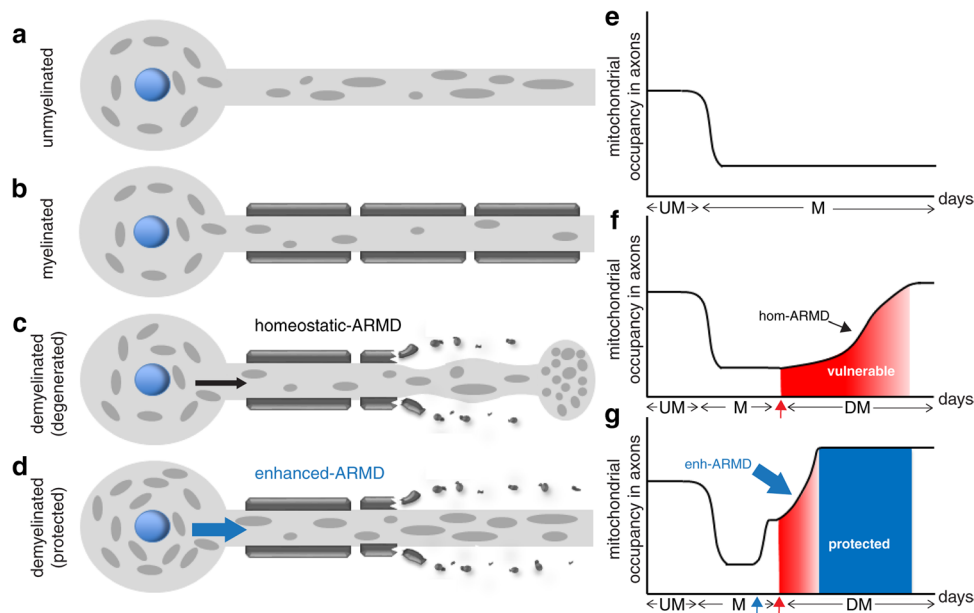 a
unmyelinated
b
myelinated
c
demyelinated
(degenerated)
homeostatic-ARMD
d
demyelinated
(protected)
enhanced-ARMD
e
mitochondrial
occupancy in axons
days
UM
M
f
mitochondrial
occupancy in axons
hom-ARMD
vulnerable
days
UM
M
DM
g
mitochondrial
occupancy in axons
enh-ARMD
protected
days
UM
M
DM